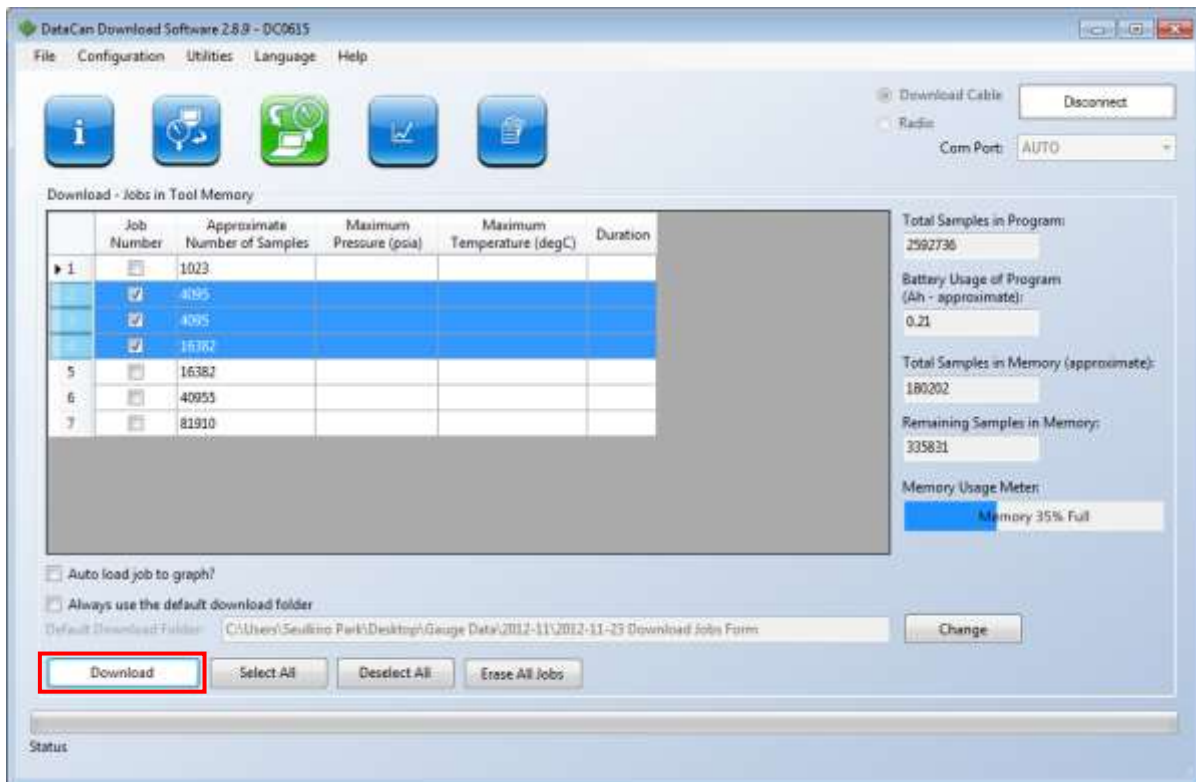 DataCan Download Software 2.8.9 - DC0615
File Configuration Utilities Language Help
Download Cable
Disconnect
Radio
Com Port: AUTO
Download - Jobs in Tool Memory
Job Number Approximate Number of Samples Maximum Pressure (psia) Maximum Temperature (degC) Duration
1 1023
4095
4095
16382
5 16382
6 40955
7 81910
Total Samples in Program:
2592736
Battery Usage of Program
(Ah - approximate):
0.21
Total Samples in Memory (approximate):
180202
Remaining Samples in Memory:
335831
Memory Usage Meter:
Memory 35% Full
Auto load job to graph?
Always use the default download folder
Default Download Folder: C:\Users\Seulkino Park\Desktop\Gauge Data\2012-11\2012-11-23 Download Jobs Form
Change
Download Select All Deselect All Erase All Jobs
Status